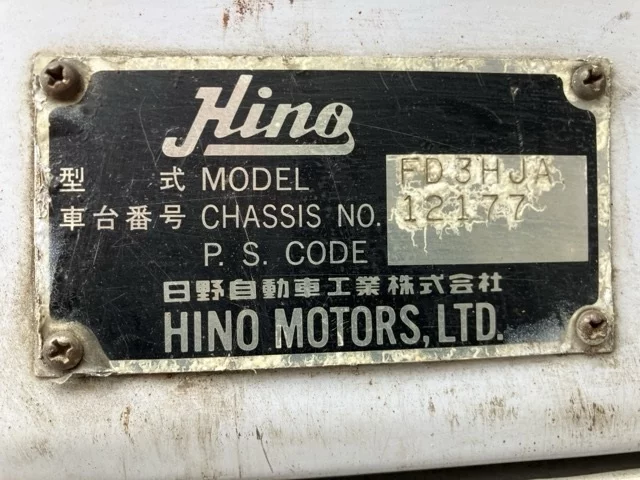 Hino
型 式 MODEL FD3HJA
車台番号 CHASSIS NO. 12177
P. S. CODE
日野自動車工業株式会社
HINO MOTORS, LTD.